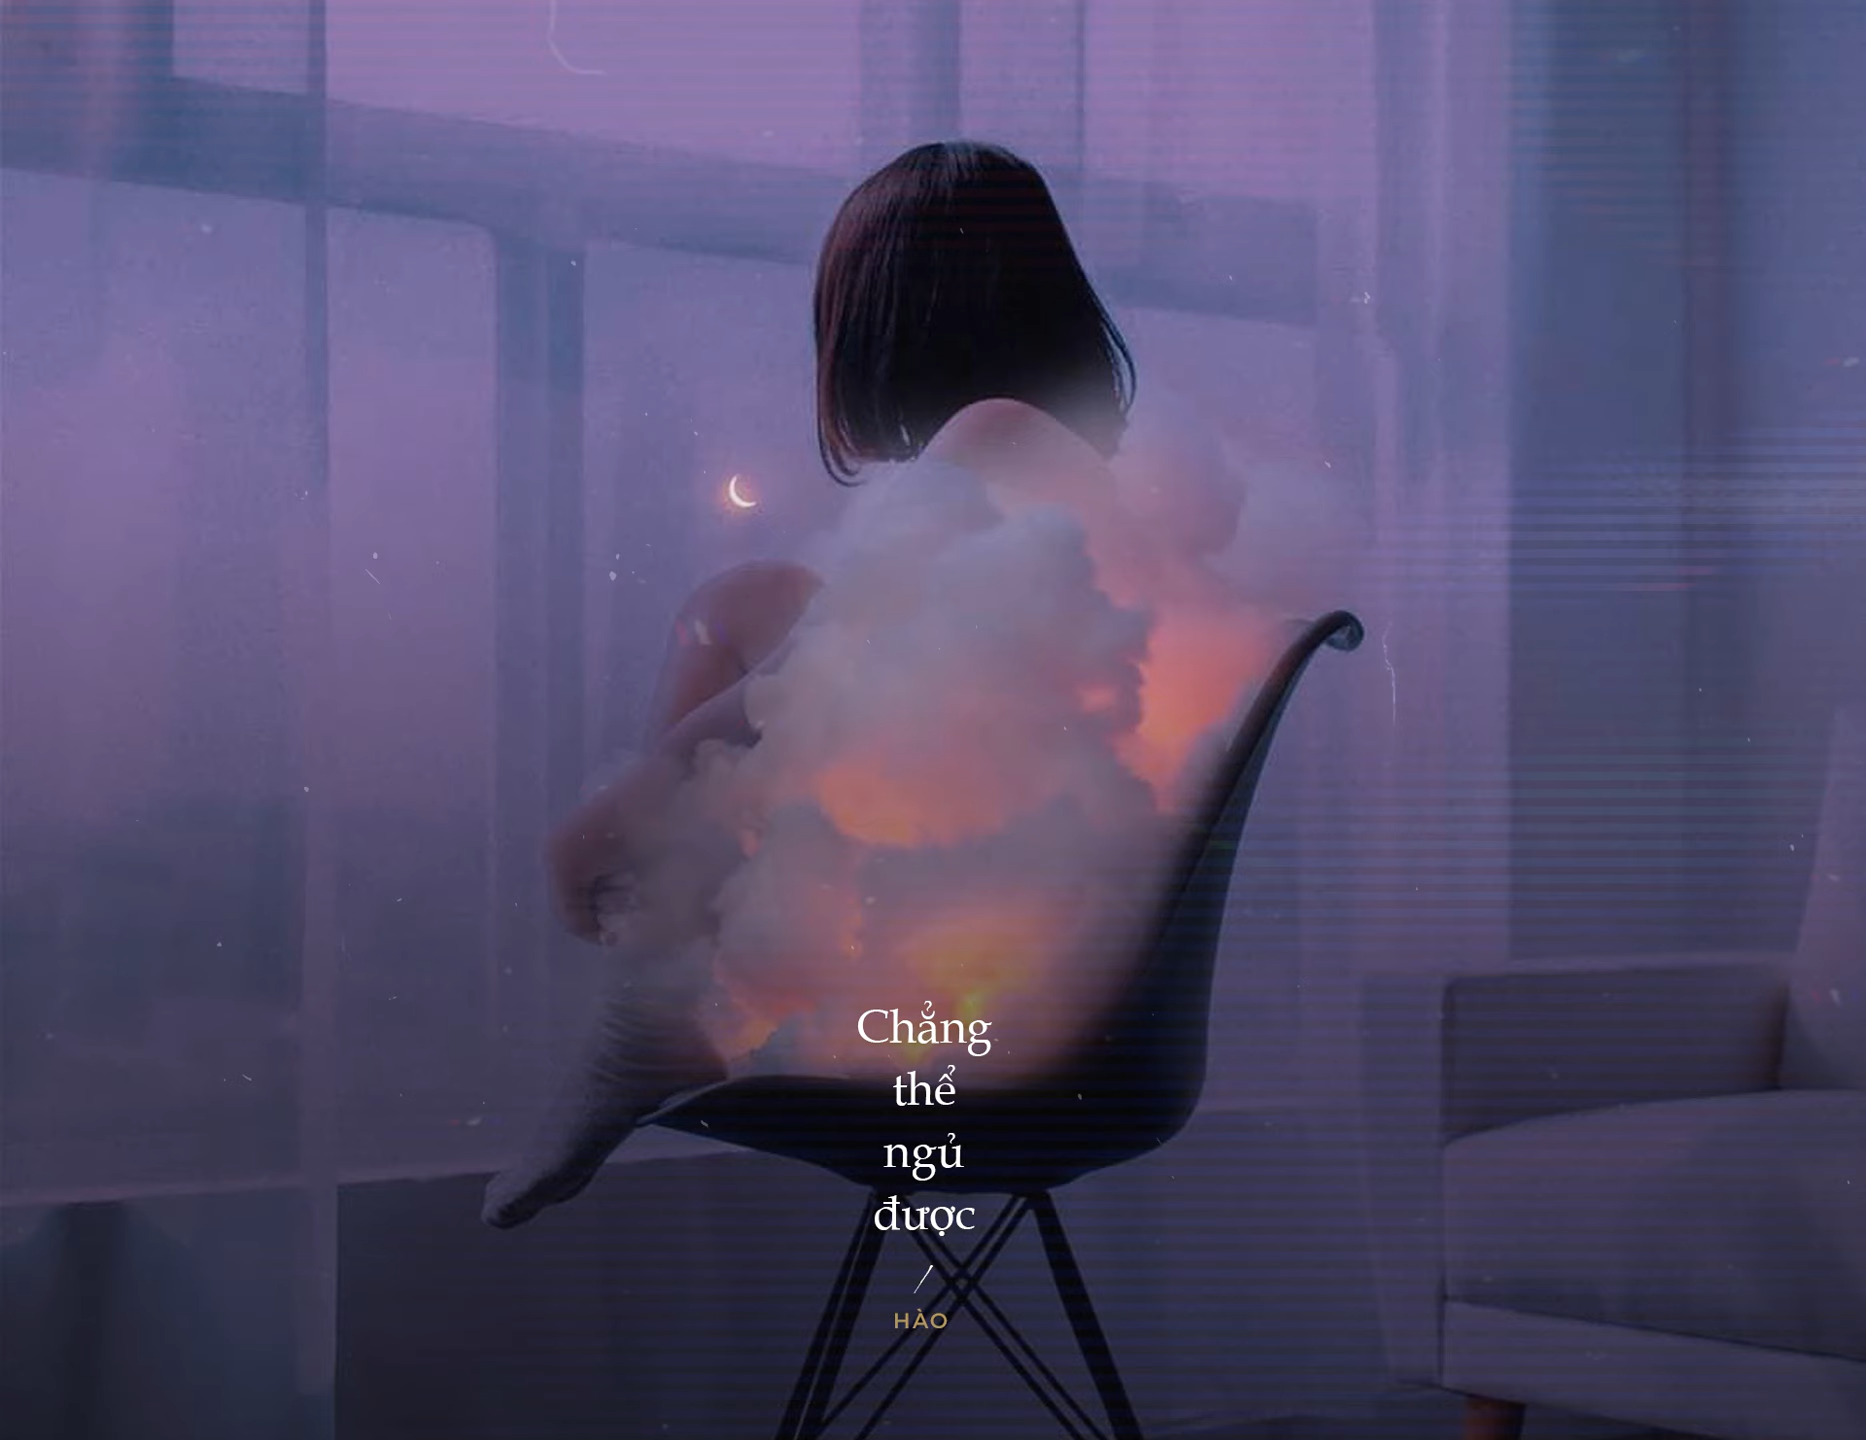 Chẳng
thể
ngủ
được
/
HÀO